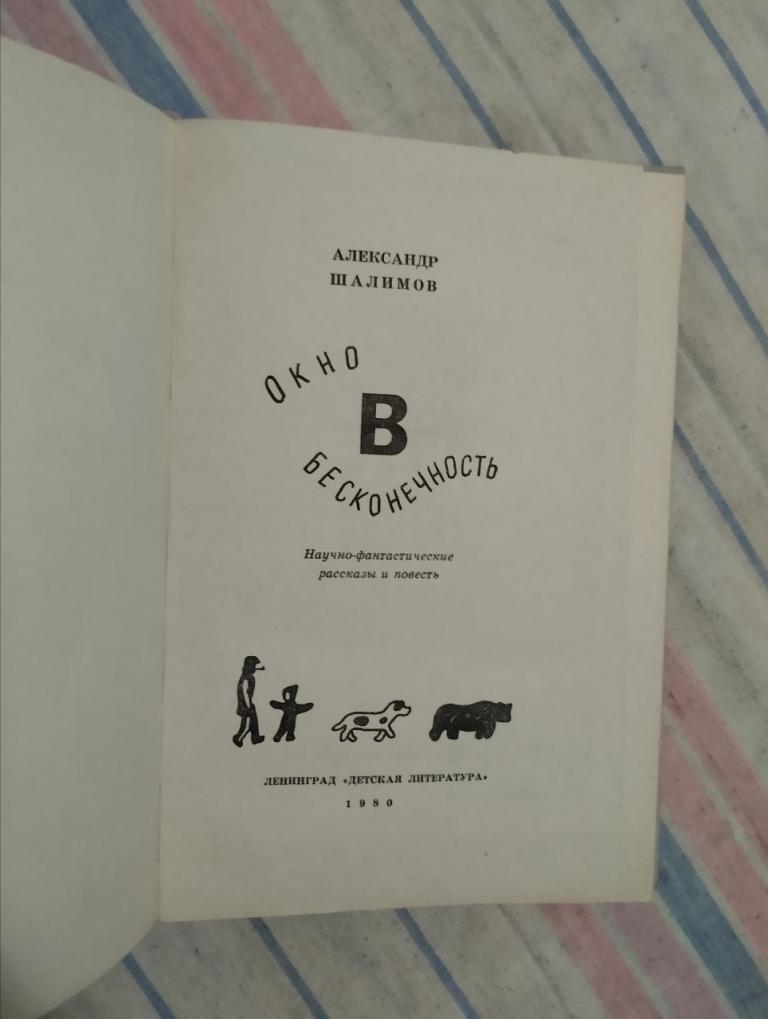 АЛЕКСАНДР
ШАЛИМОВ
ОКНО
В
БЕСКОНЕЧНОСТЬ
Научно-фантастические
рассказы и повесть
ЛЕНИНГРАД «ДЕТСКАЯ ЛИТЕРАТУРА»
1980